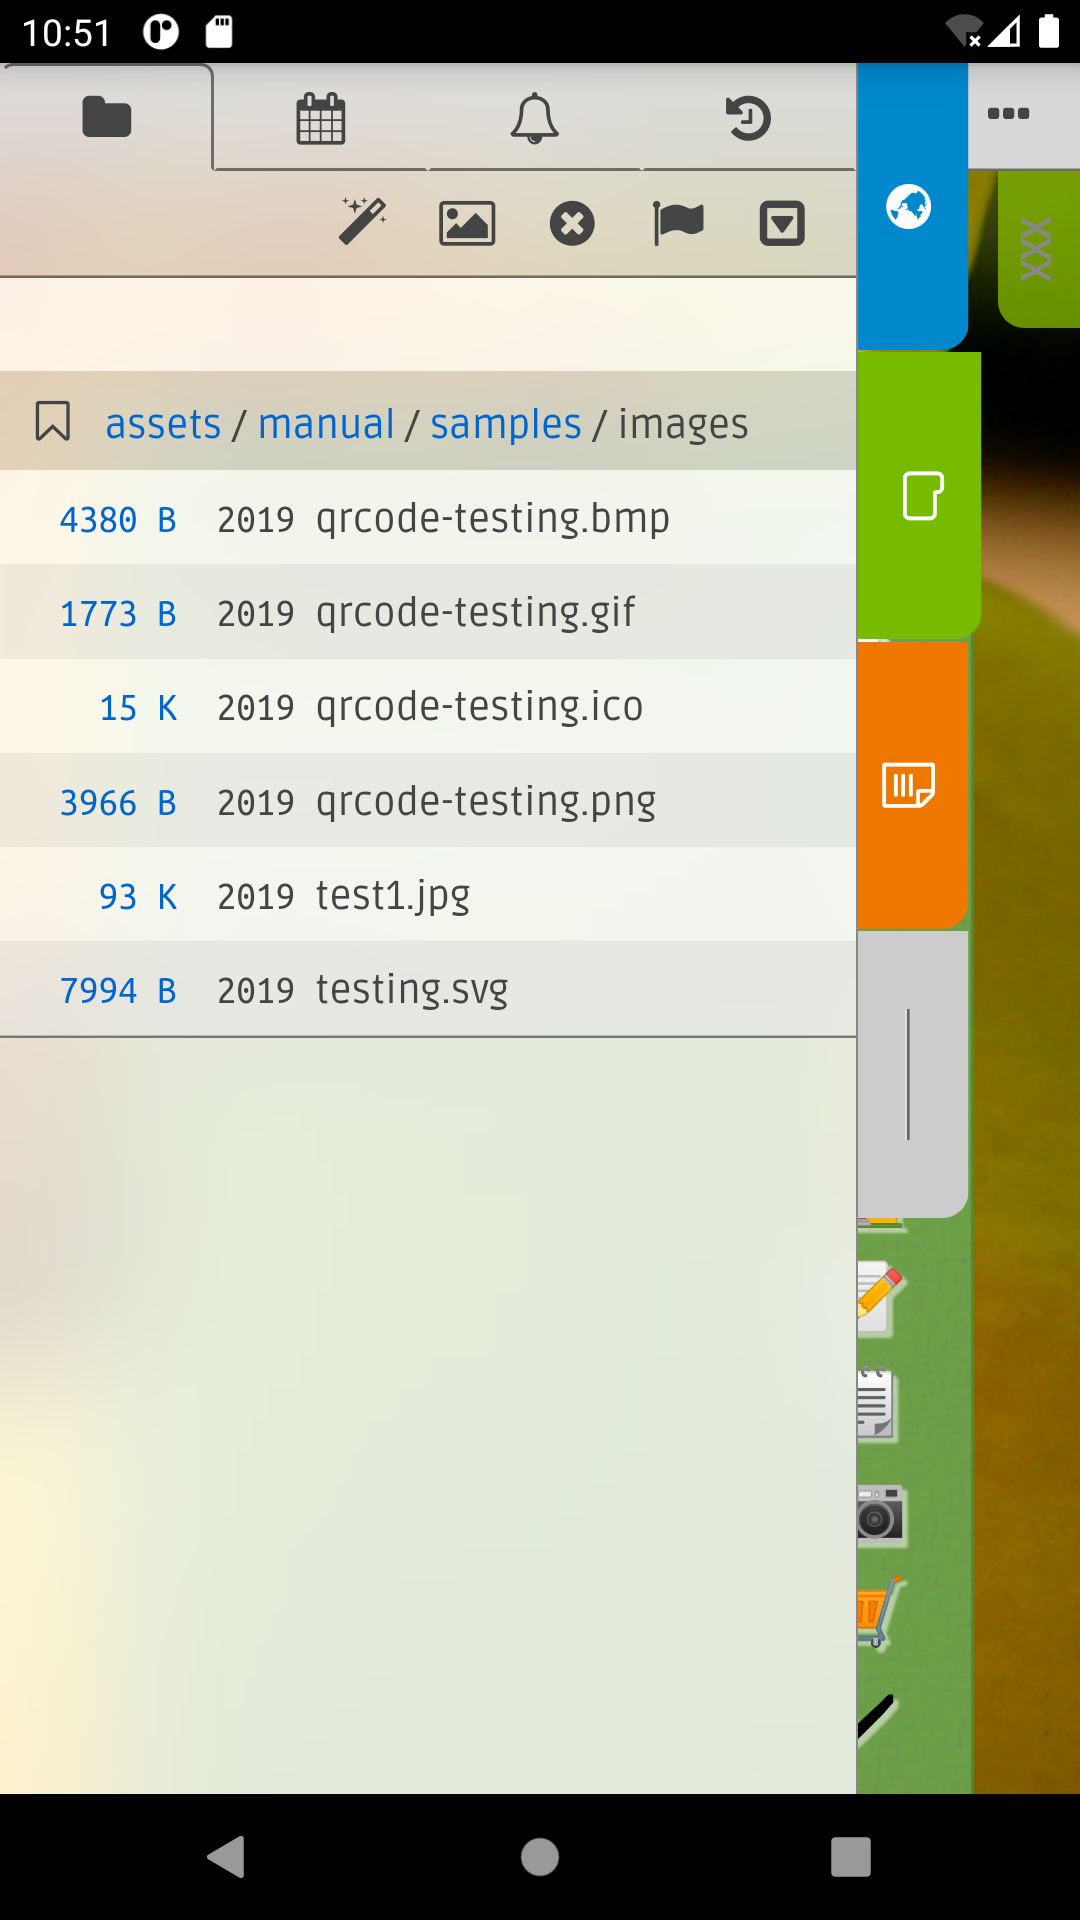 10:51
assets / manual / samples / images
4380 B 2019 qrcode-testing.bmp
1773 B 2019 qrcode-testing.gif
15 K 2019 qrcode-testing.ico
3966 B 2019 qrcode-testing.png
93 K 2019 test1.jpg
7994 B 2019 testing.svg